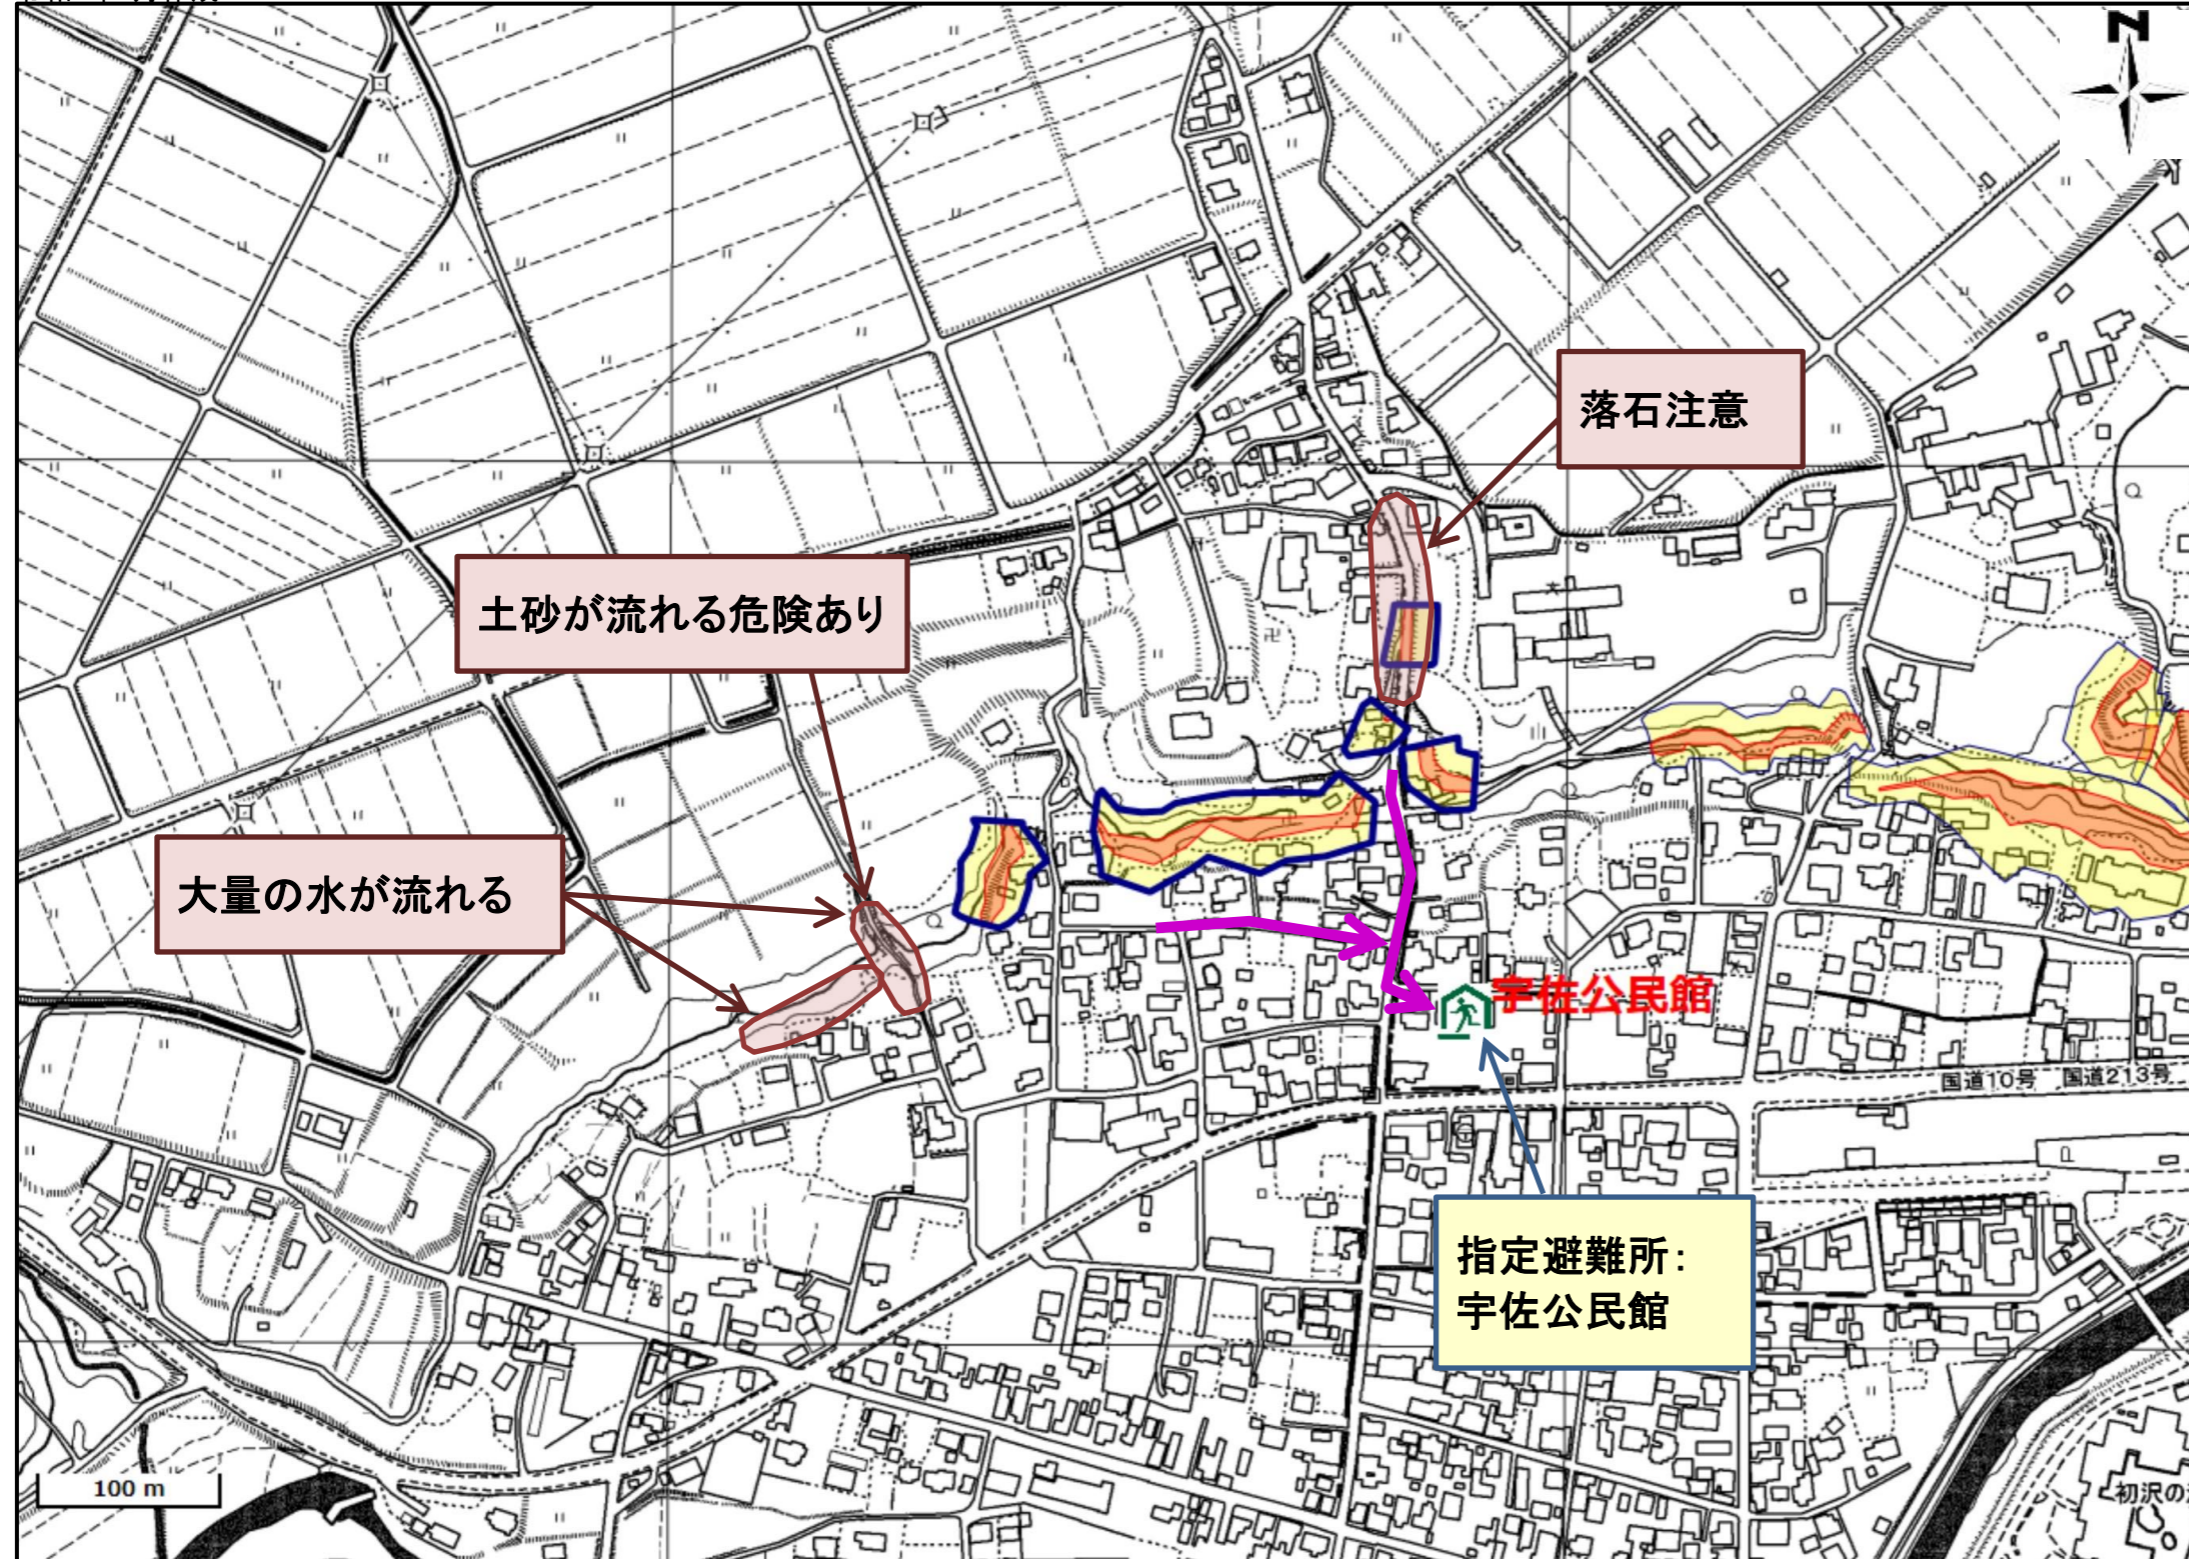 N
落石注意
土砂が流れる危険あり
大量の水が流れる
宇佐公民館
国道10号 国道213号
指定避難所：
宇佐公民館
100 m
初沢の